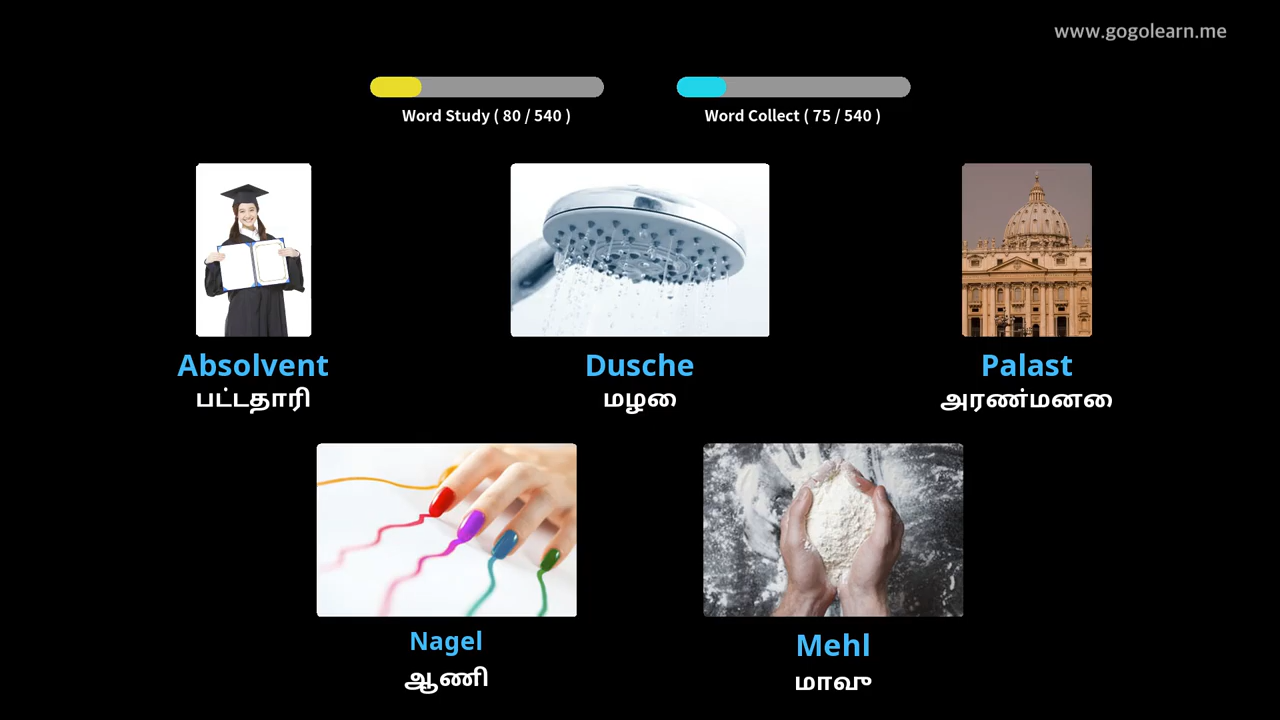 www.gogolearn.me
Word Study ( 80 / 540 )
Word Collect ( 75 / 540 )
Absolvent
பட்டதாரி
Dusche
மழை
Palast
அரண்மனை
Nagel
ஆணி
Mehl
மாவு